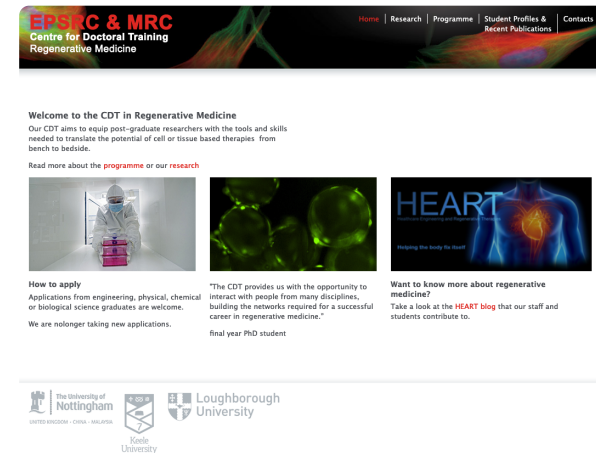 EPSRC & MRC
Centre for Doctoral Training
Regenerative Medicine
Home
Research
Programme
Student Profiles &
Recent Publications
Contacts
Welcome to the CDT in Regenerative Medicine
Our CDT aims to equip post-graduate researchers with the tools and skills
needed to translate the potential of cell or tissue based therapies from
bench to bedside.
Read more about the programme or our research
HEART
Healthcare Engineering and Regenerative Therapies
Helping the body fix itself
How to apply
Applications from engineering, physical, chemical
or biological science graduates are welcome.
We are nolonger taking new applications.
"The CDT provides us with the opportunity to
interact with people from many disciplines,
building the networks required for a successful
career in regenerative medicine."
final year PhD student
Want to know more about regenerative
medicine?
Take a look at the HEART blog that our staff and
students contribute to.
The University of
Nottingham
UNITED KINGDOM · CHINA · MALAYSIA
Keele
University
Loughborough
University